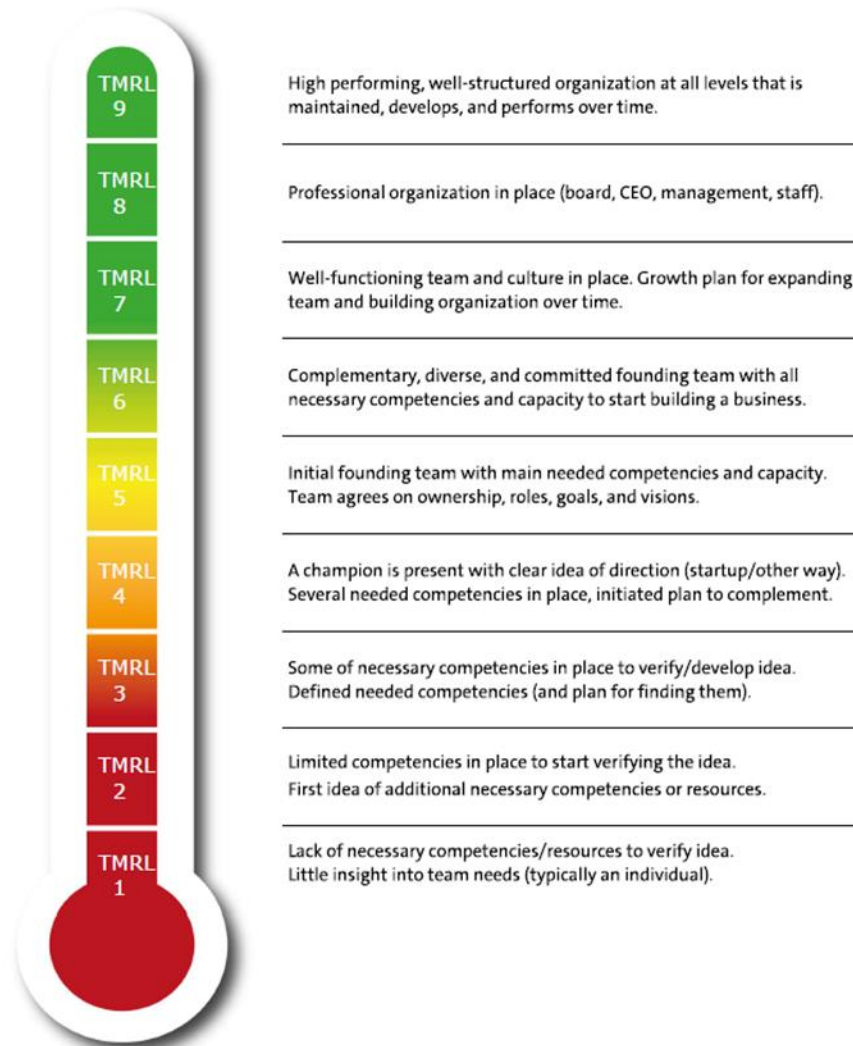 TMRL
9
High performing, well-structured organization at all levels that is
maintained, develops, and performs over time.
TMRL
8
Professional organization in place (board, CEO, management, staff).
TMRL
7
Well-functioning team and culture in place. Growth plan for expanding
team and building organization over time.
TMRL
6
Complementary, diverse, and committed founding team with all
necessary competencies and capacity to start building a business.
TMRL
5
Initial founding team with main needed competencies and capacity.
Team agrees on ownership, roles, goals, and visions.
TMRL
4
A champion is present with clear idea of direction (startup/other way).
Several needed competencies in place, initiated plan to complement.
TMRL
3
Some of necessary competencies in place to verify/develop idea.
Defined needed competencies (and plan for finding them).
TMRL
2
Limited competencies in place to start verifying the idea.
First idea of additional necessary competencies or resources.
TMRL
1
Lack of necessary competencies/resources to verify idea.
Little insight into team needs (typically an individual).